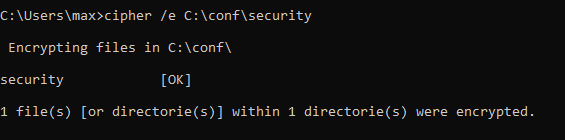 C:\Users\max>cipher /e C:\conf\security
Encrypting files in C:\conf\
security [OK]
1 file(s) [or directorie(s)] within 1 directorie(s) were encrypted.